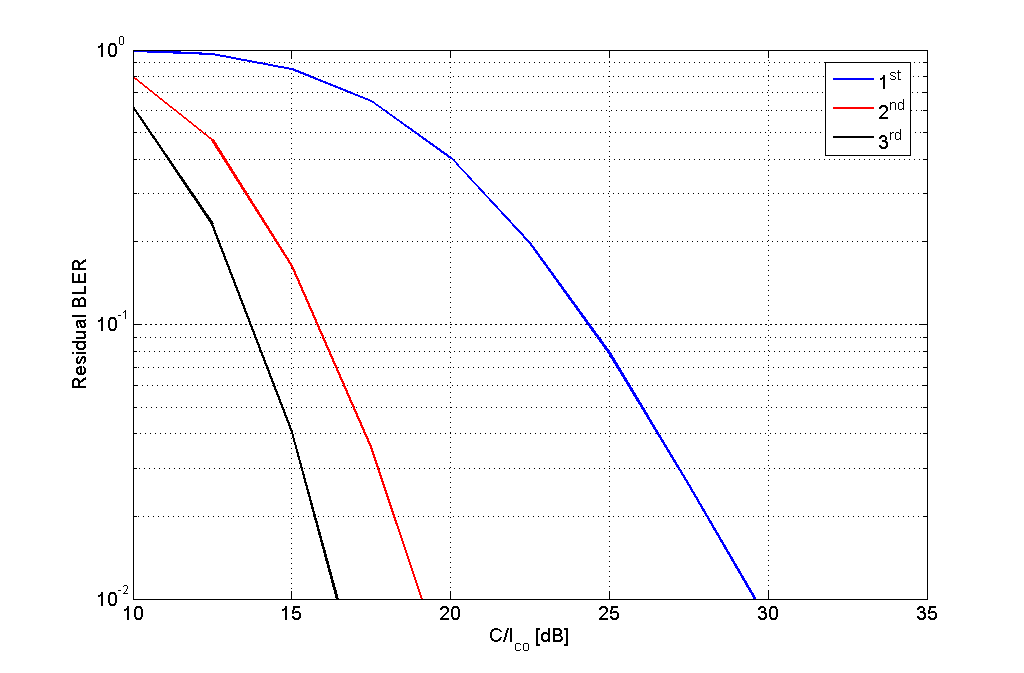 10^0
10^-1
10^-2
Residual BLER
10 15 20 25 30 35
C/I_co [dB]
1^st
2^nd
3^rd